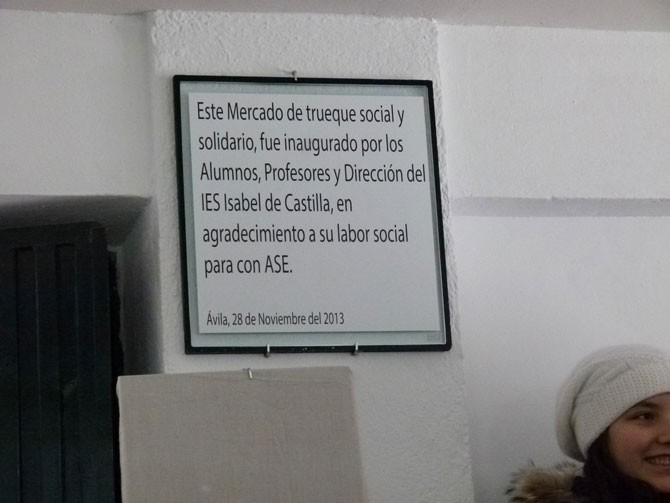 Este Mercado de trueque social y
solidario, fue inaugurado por los
Alumnos, Profesores y Dirección del
IES Isabel de Castilla, en
agradecimiento a su labor social
para con ASE.
Ávila, 28 de Noviembre del 2013